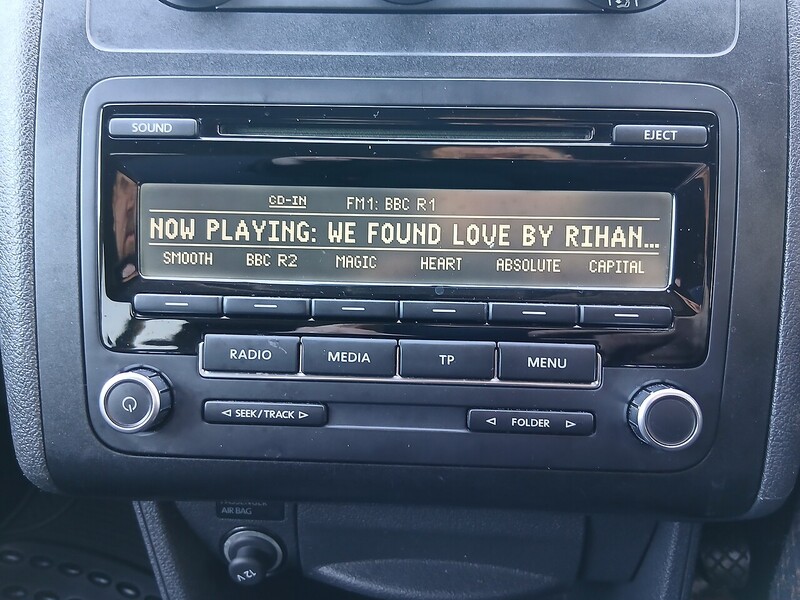 SOUND
EJECT
CD-IN FM1: BBC R1
NOW PLAYING: WE FOUND LOVE BY RIHAN...
SMOOTH BBC R2 MAGIC HEART ABSOLUTE CAPITAL
RADIO MEDIA TP MENU
◁ SEEK/TRACK ▷
◁ FOLDER ▷
PASSENGER
AIR BAG
12V